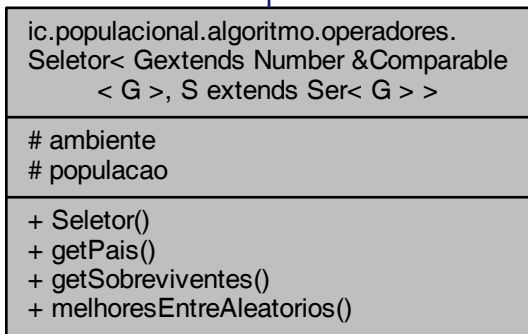 ic.populacional.algoritmo.operadores.
Seletor< Gextends Number &Comparable
< G >, S extends Ser< G > >
# ambiente
# populacao
+ Seletor()
+ getPais()
+ getSobreviventes()
+ melhoresEntreAleatorios()